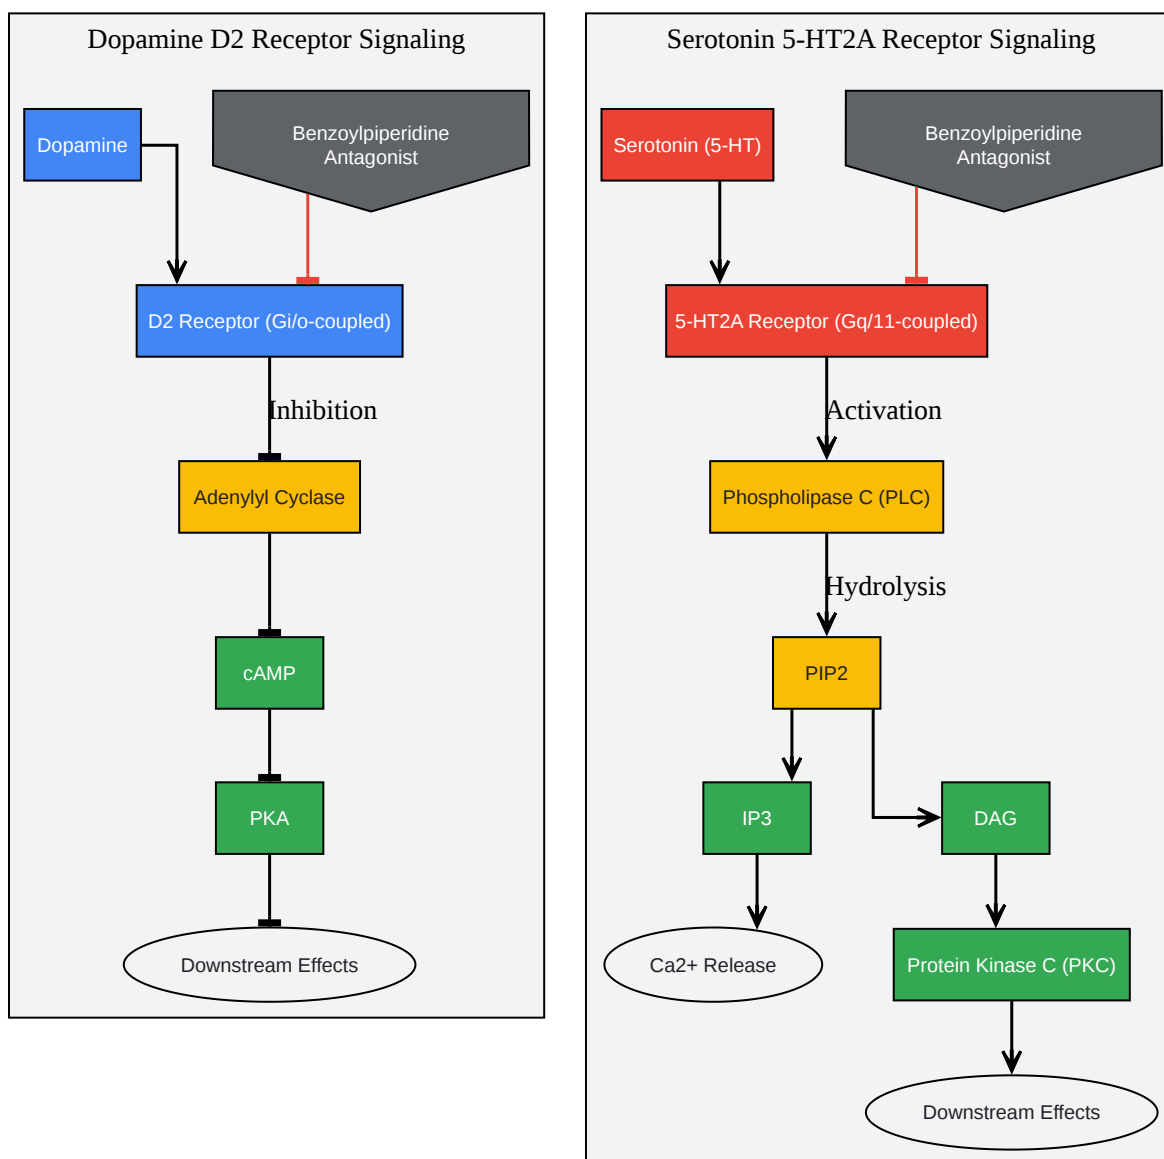 Dopamine D2 Receptor Signaling
Dopamine
Benzoylpiperidine
Antagonist
D2 Receptor (Gi/o-coupled)
Inhibition
Adenylyl Cyclase
cAMP
PKA
Downstream Effects
Serotonin 5-HT2A Receptor Signaling
Serotonin (5-HT)
Benzoylpiperidine
Antagonist
5-HT2A Receptor (Gq/11-coupled)
Activation
Phospholipase C (PLC)
Hydrolysis
PIP2
IP3
DAG
Ca2+ Release
Protein Kinase C (PKC)
Downstream Effects